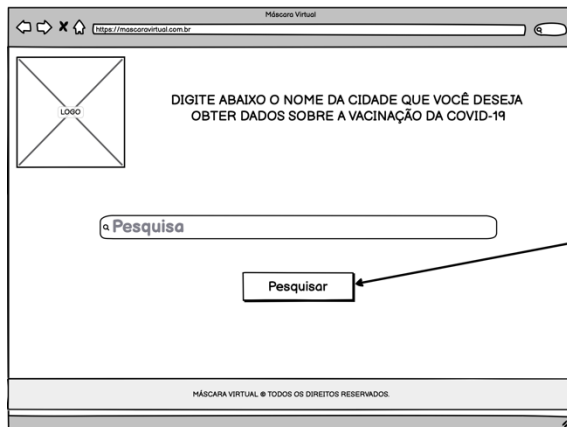 Máscara Virtual
https://mascaravirtual.com.br
LOGO
DIGITE ABAIXO O NOME DA CIDADE QUE VOCÊ DESEJA
OBTER DADOS SOBRE A VACINAÇÃO DA COVID-19
Pesquisa
Pesquisar
MÁSCARA VIRTUAL © TODOS OS DIREITOS RESERVADOS.